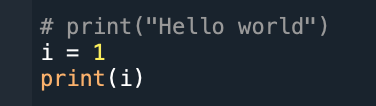 # print("Hello world")
i = 1
print(i)